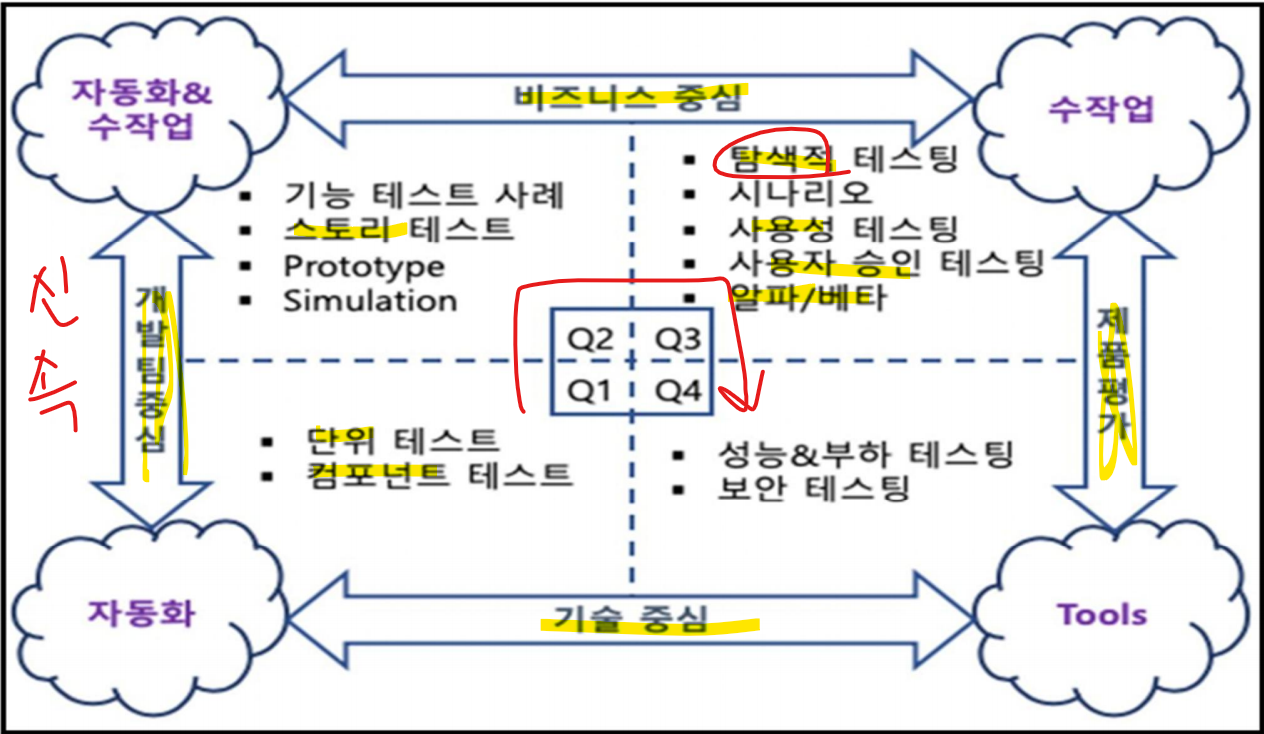 자동화&
수작업
비즈니스 중심
수작업
기능 테스트 사례
스토리 테스트
Prototype
Simulation
탐색적 테스팅
시나리오
사용성 테스팅
사용자 승인 테스팅
알파/베타
신속
개발팀중심
Q2 Q3
Q1 Q4
제품평가
단위 테스트
컴포넌트 테스트
성능&부하 테스팅
보안 테스팅
자동화
기술 중심
Tools